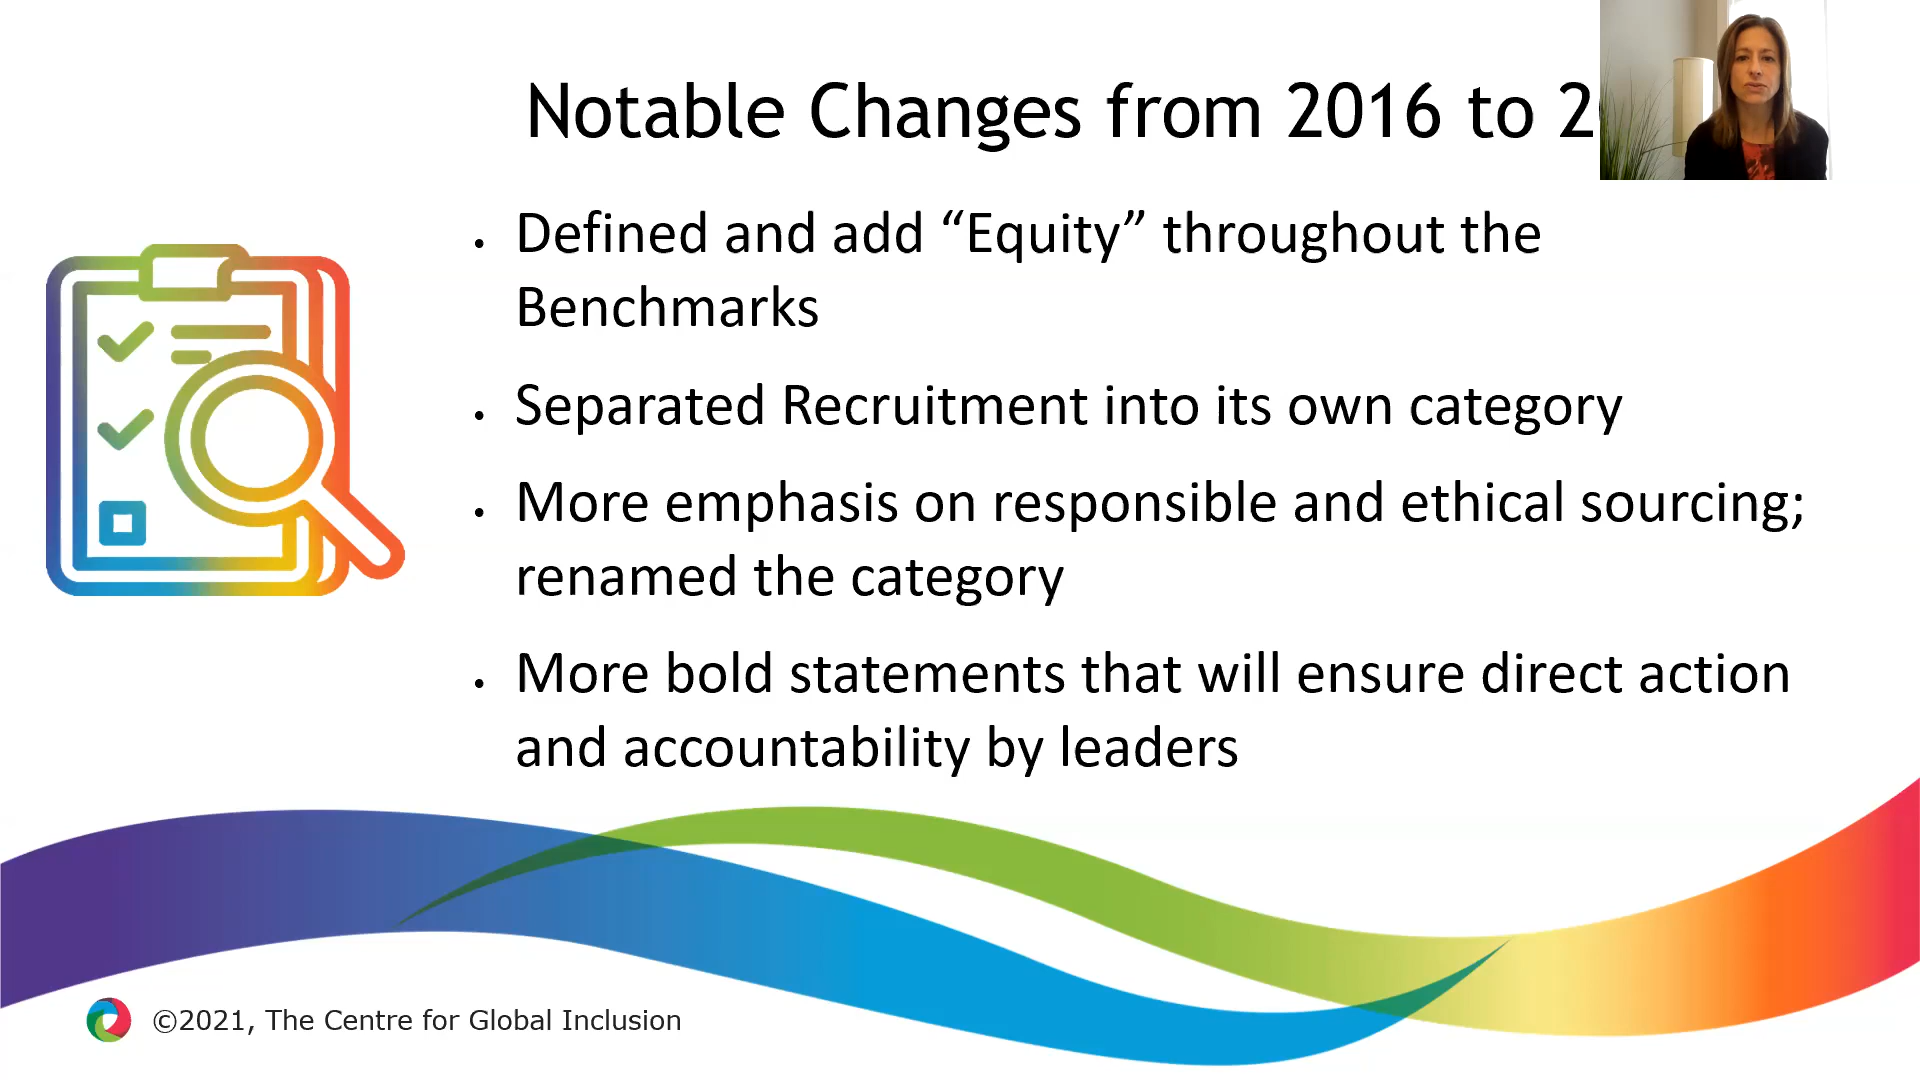 Notable Changes from 2016 to 2
• Defined and add “Equity” throughout the
Benchmarks
• Separated Recruitment into its own category
• More emphasis on responsible and ethical sourcing;
renamed the category
• More bold statements that will ensure direct action
and accountability by leaders
©2021, The Centre for Global Inclusion